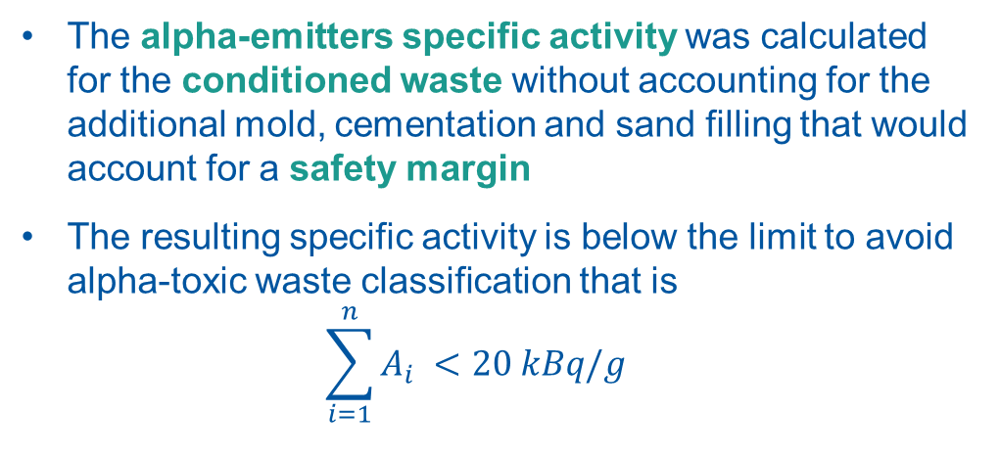 • The alpha-emitters specific activity was calculated
for the conditioned waste without accounting for the
additional mold, cementation and sand filling that would
account for a safety margin
• The resulting specific activity is below the limit to avoid
alpha-toxic waste classification that is
n
∑ A_i < 20 kBq/g
i=1